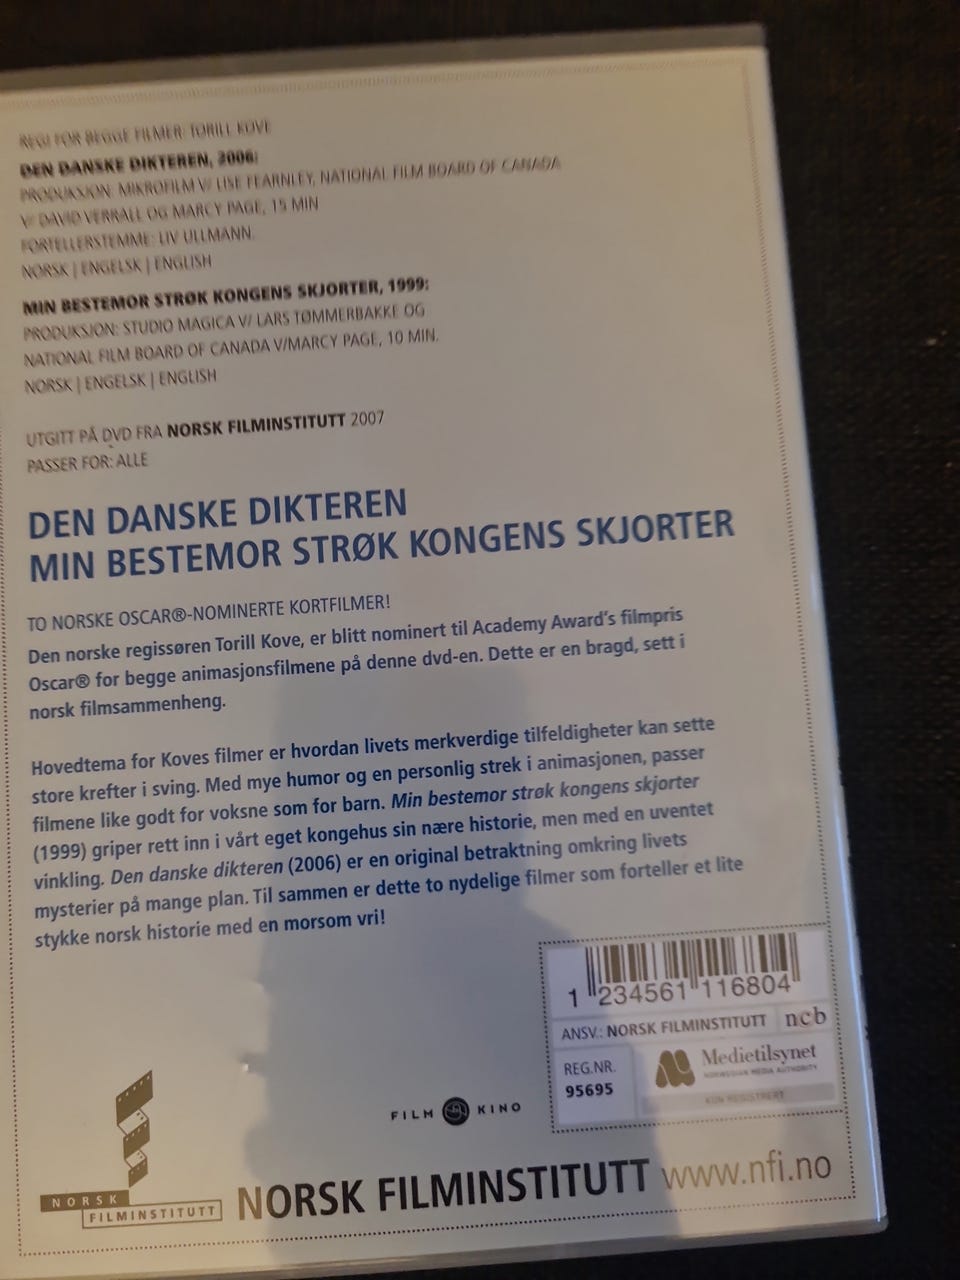 REGI FOR BEGGE FILMER: TORILL KOVE
DEN DANSKE DIKTEREN, 2006:
PRODUKSJON: MIKROFILM V/ LISE FEARNLEY, NATIONAL FILM BOARD OF CANADA
V/ DAVID VERRALL OG MARCY PAGE, 15 MIN
FORTELLERSTEMME: LIV ULLMANN.
NORSK | ENGELSK | ENGLISH
MIN BESTEMOR STRØK KONGENS SKJORTER, 1999:
PRODUKSJON: STUDIO MAGICA V/ LARS TØMMERBAKKE OG
NATIONAL FILM BOARD OF CANADA V/MARCY PAGE, 10 MIN.
NORSK | ENGELSK | ENGLISH
UTGITT PÅ DVD FRA NORSK FILMINSTITUTT 2007
PASSER FOR: ALLE
DEN DANSKE DIKTEREN
MIN BESTEMOR STRØK KONGENS SKJORTER
TO NORSKE OSCAR®-NOMINERTE KORTFILMER!
Den norske regissøren Torill Kove, er blitt nominert til Academy Award's filmpris
Oscar® for begge animasjonsfilmene på denne dvd-en. Dette er en bragd, sett i
norsk filmsammenheng.
Hovedtema for Koves filmer er hvordan livets merkverdige tilfeldigheter kan sette
store krefter i sving. Med mye humor og en personlig strek i animasjonen, passer
filmene like godt for voksne som for barn. Min bestemor strøk kongens skjorter
(1999) griper rett inn i vårt eget kongehus sin nære historie, men med en uventet
vinkling. Den danske dikteren (2006) er en original betraktning omkring livets
mysterier på mange plan. Til sammen er dette to nydelige filmer som forteller et lite
stykke norsk historie med en morsom vri!
1 234561 116804
ANSV.: NORSK FILMINSTITUTT ncb
REG.NR.
95695
Medietilsynet
NORWEGIAN MEDIA AUTHORITY
KUN REGISTRERT
FILM KINO
NORSK
FILMINSTITUTT
NORSK FILMINSTITUTT www.nfi.no